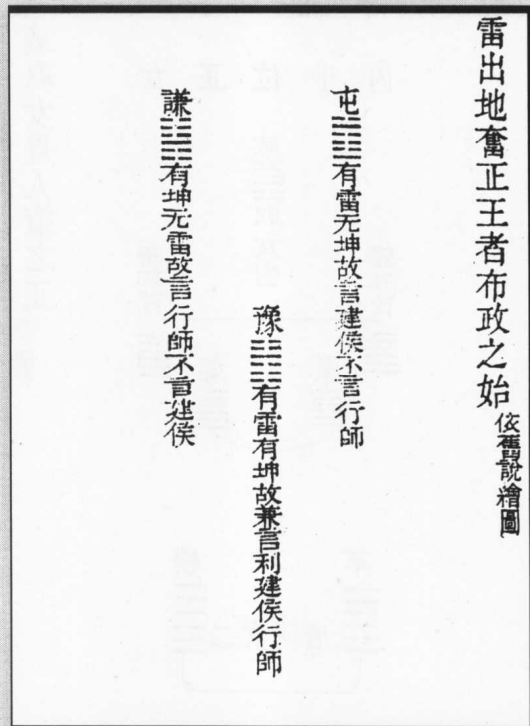 雷出地奮正王者布政之始
依舊說繪圖
屯䷂有雷无坤故言建侯不言行師
豫䷏有雷有坤故兼言利建侯行師
謙䷎有坤无雷故言行師不言建侯